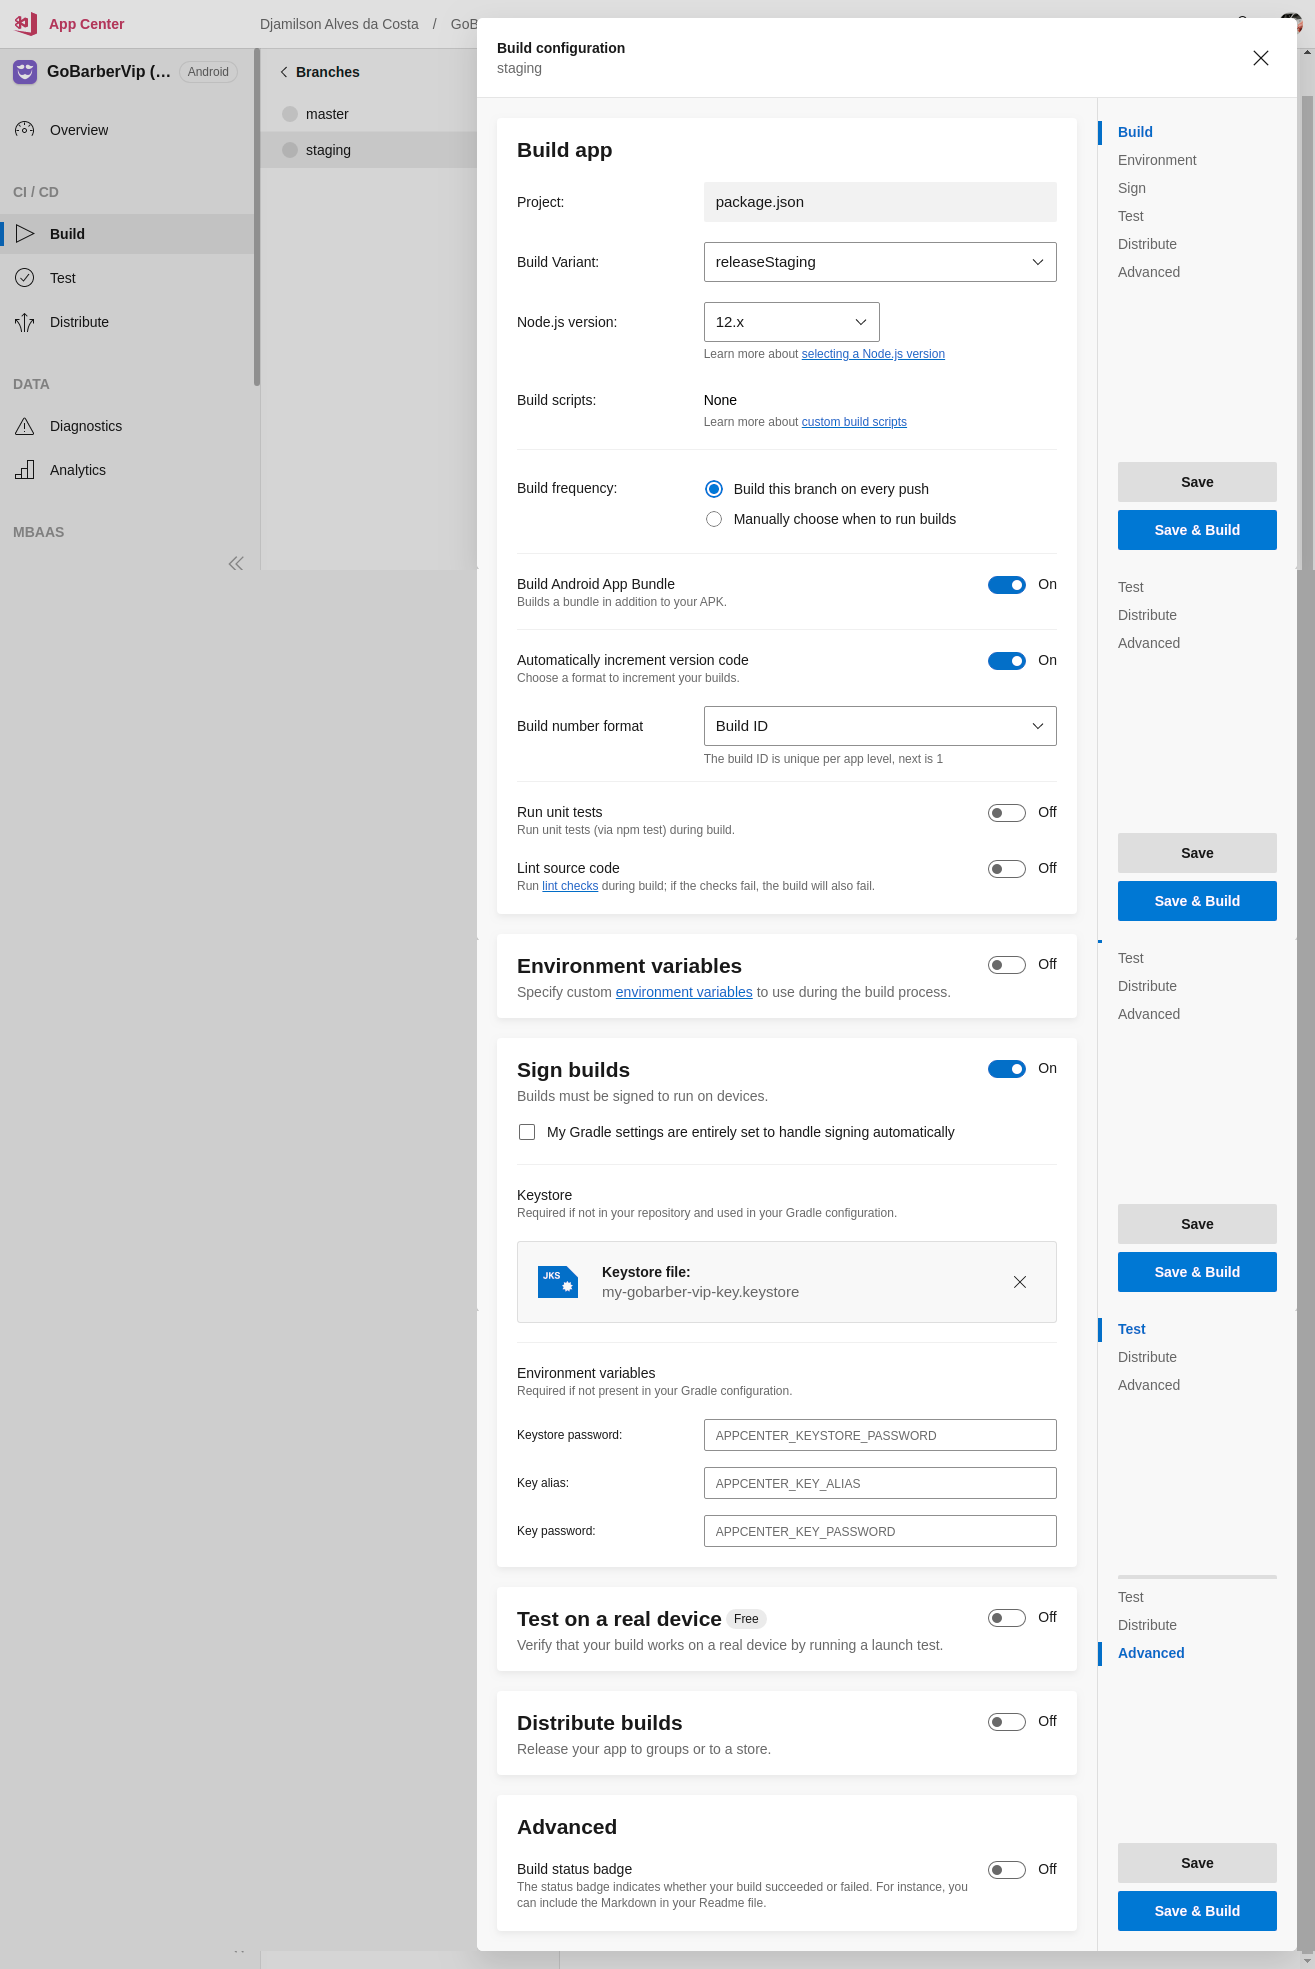 App Center
Djamilson Alves da Costa / GoB
GoBarberVip (... Android
Overview
CI / CD
Build
Test
Distribute
DATA
Diagnostics
Analytics
MBAAS
Branches
master
staging
Build configuration
staging
Build app
Project: package.json
Build Variant: releaseStaging
Node.js version: 12.x
Learn more about selecting a Node.js version
Build scripts: None
Learn more about custom build scripts
Build frequency: Build this branch on every push
Manually choose when to run builds
Build Android App Bundle On
Builds a bundle in addition to your APK.
Automatically increment version code On
Choose a format to increment your builds.
Build number format Build ID
The build ID is unique per app level, next is 1
Run unit tests Off
Run unit tests (via npm test) during build.
Lint source code Off
Run lint checks during build; if the checks fail, the build will also fail.
Environment variables Off
Specify custom environment variables to use during the build process.
Sign builds On
Builds must be signed to run on devices.
My Gradle settings are entirely set to handle signing automatically
Keystore
Required if not in your repository and used in your Gradle configuration.
JKS
Keystore file:
my-gobarber-vip-key.keystore
Environment variables
Required if not present in your Gradle configuration.
Keystore password: APPCENTER_KEYSTORE_PASSWORD
Key alias: APPCENTER_KEY_ALIAS
Key password: APPCENTER_KEY_PASSWORD
Test on a real device Free Off
Verify that your build works on a real device by running a launch test.
Distribute builds Off
Release your app to groups or to a store.
Advanced
Build status badge Off
The status badge indicates whether your build succeeded or failed. For instance, you
can include the Markdown in your Readme file.
Build
Environment
Sign
Test
Distribute
Advanced
Save
Save & Build
Test
Distribute
Advanced
Save
Save & Build
Test
Distribute
Advanced
Save
Save & Build
Test
Distribute
Advanced
Test
Distribute
Advanced
Save
Save & Build